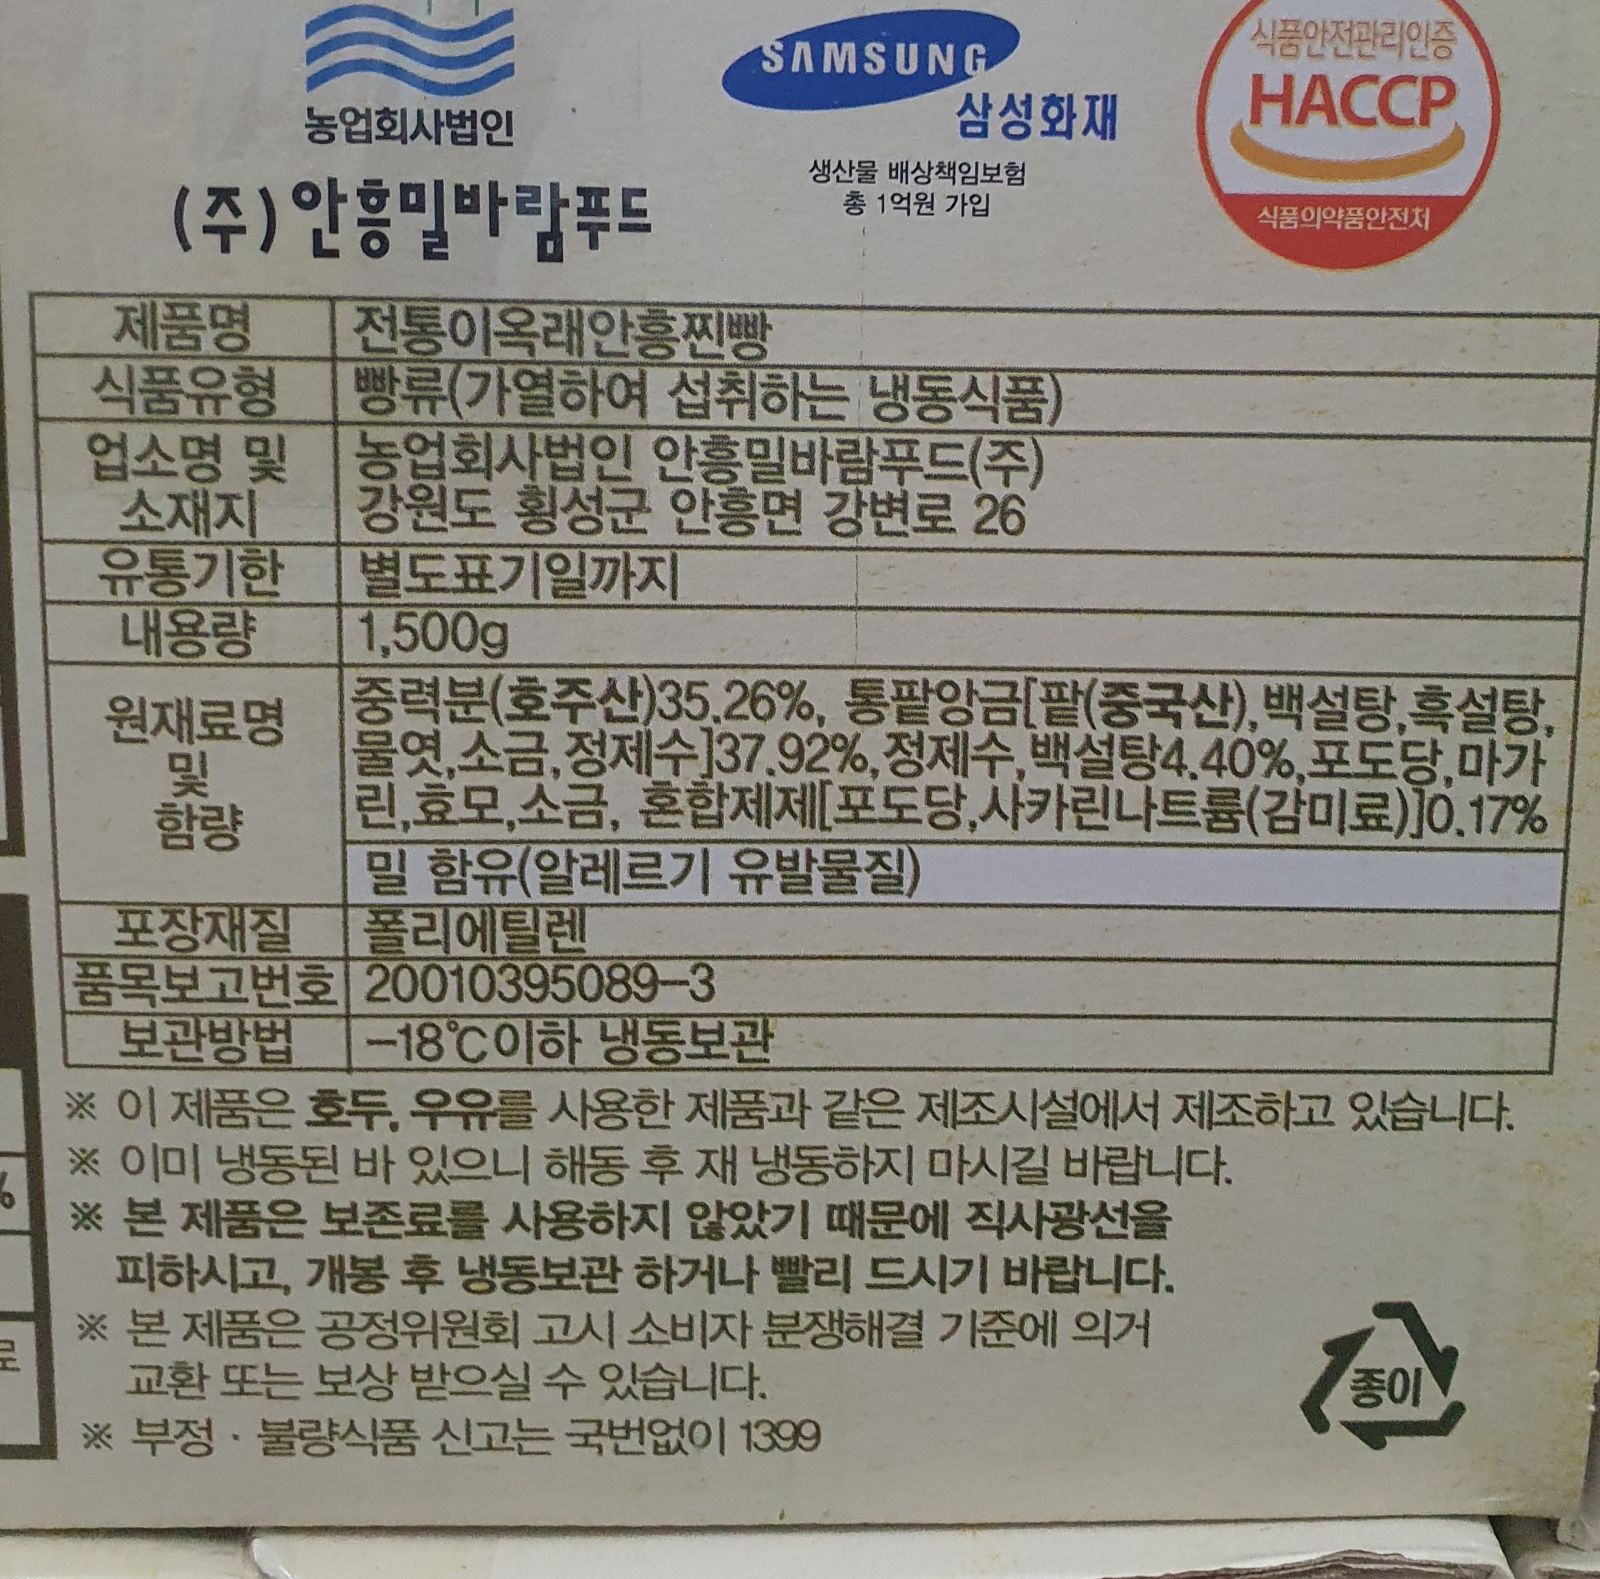 농업회사법인
(주)안흥밀바람푸드
SAMSUNG
삼성화재
생산물 배상책임보험
총 1억원 가입
식품안전관리인증
HACCP
식품의약품안전처
제품명 전통이옥래안흥찐빵
식품유형 빵류(가열하여 섭취하는 냉동식품)
업소명 및 소재지 농업회사법인 안흥밀바람푸드(주)
강원도 횡성군 안흥면 강변로 26
유통기한 별도표기일까지
내용량 1,500g
원재료명 및 함량 중력분(호주산)35.26%, 통팥앙금[팥(중국산),백설탕,흑설탕,
물엿,소금,정제수]37.92%,정제수,백설탕4.40%,포도당,마가
린,효모,소금, 혼합제제[포도당,사카린나트륨(감미료)]0.17%
밀 함유(알레르기 유발물질)
포장재질 폴리에틸렌
품목보고번호 20010395089-3
보관방법 -18℃이하 냉동보관
※ 이 제품은 호두, 우유를 사용한 제품과 같은 제조시설에서 제조하고 있습니다.
※ 이미 냉동된 바 있으니 해동 후 재 냉동하지 마시길 바랍니다.
※ 본 제품은 보존료를 사용하지 않았기 때문에 직사광선을
피하시고, 개봉 후 냉동보관 하거나 빨리 드시기 바랍니다.
※ 본 제품은 공정위원회 고시 소비자 분쟁해결 기준에 의거
교환 또는 보상 받으실 수 있습니다.
※ 부정 · 불량식품 신고는 국번없이 1399
종이
%